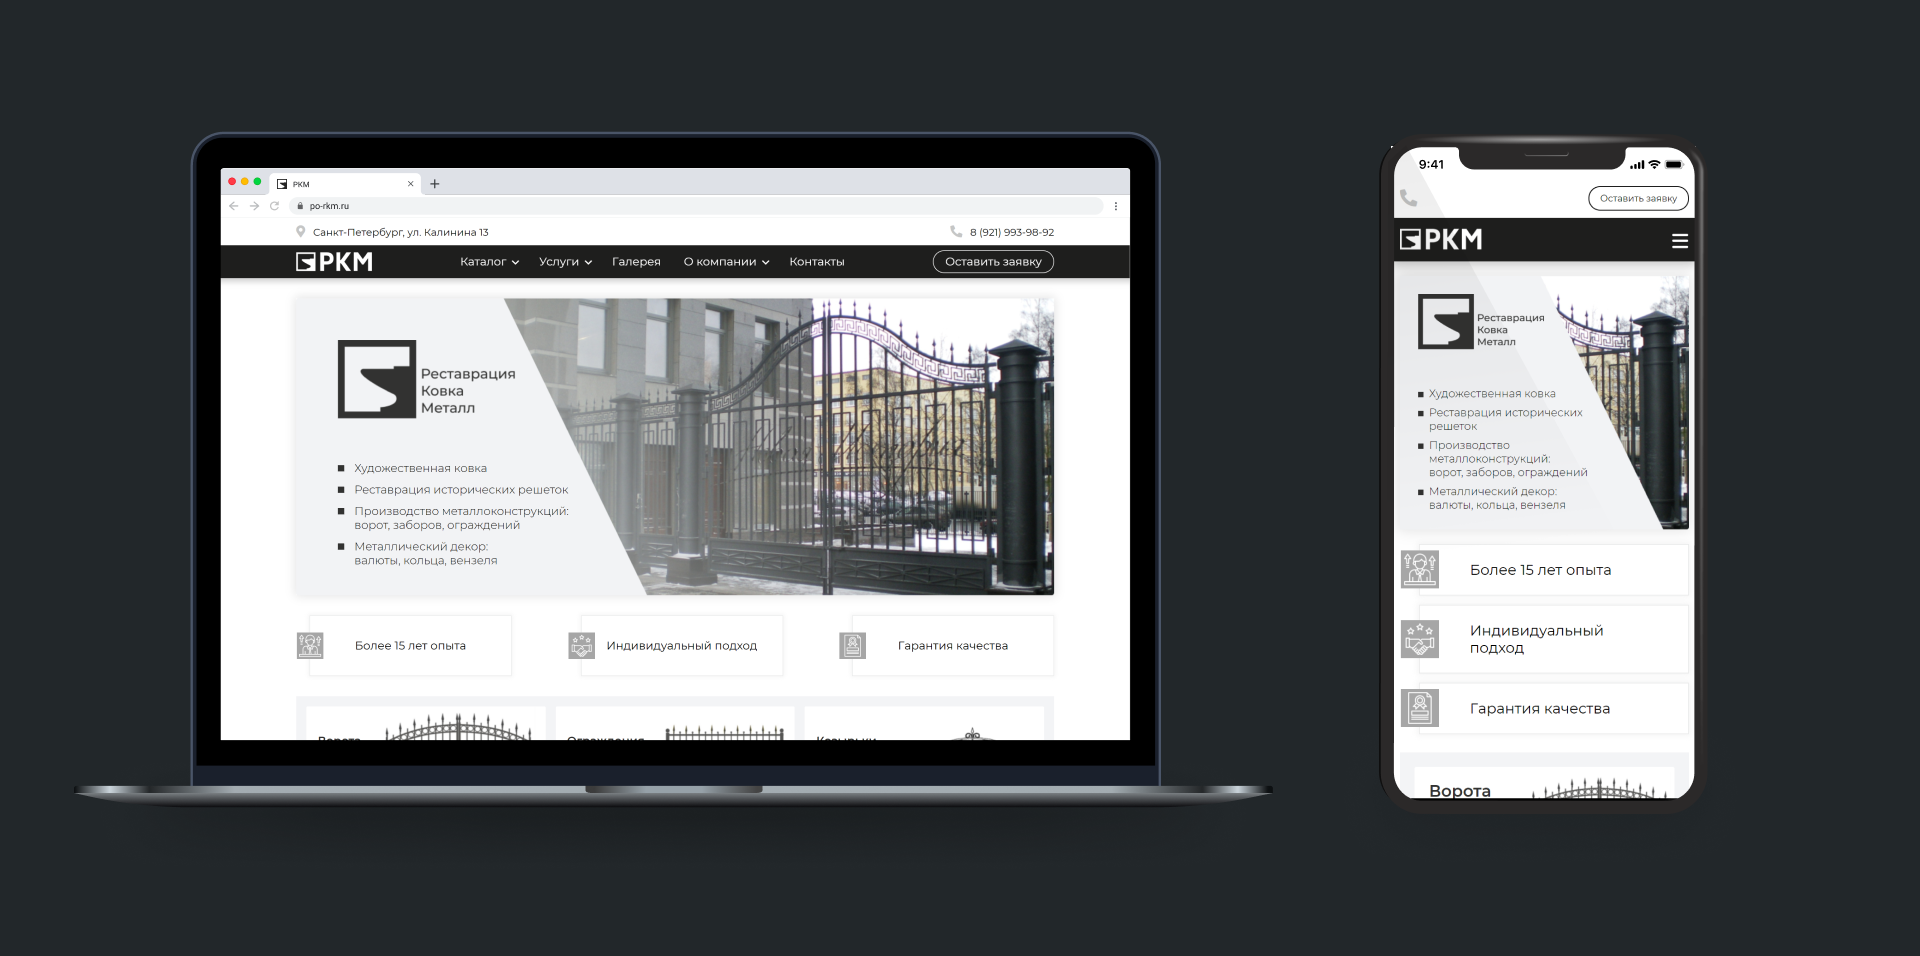 РКМ
po-rkm.ru
Санкт-Петербург, ул. Калинина 13
8 (921) 993-98-92
РКМ
Каталог
Услуги
Галерея
О компании
Контакты
Оставить заявку
Реставрация
Ковка
Металл
Художественная ковка
Реставрация исторических решеток
Производство металлоконструкций:
ворот, заборов, ограждений
Металлический декор:
валюты, кольца, вензеля
Более 15 лет опыта
Индивидуальный подход
Гарантия качества
Ворота
Ограждения
Козырьки
9:41
Оставить заявку
РКМ
Реставрация
Ковка
Металл
Художественная ковка
Реставрация исторических
решеток
Производство
металлоконструкций:
ворот, заборов, ограждений
Металлический декор:
валюты, кольца, вензеля
Более 15 лет опыта
Индивидуальный
подход
Гарантия качества
Ворота